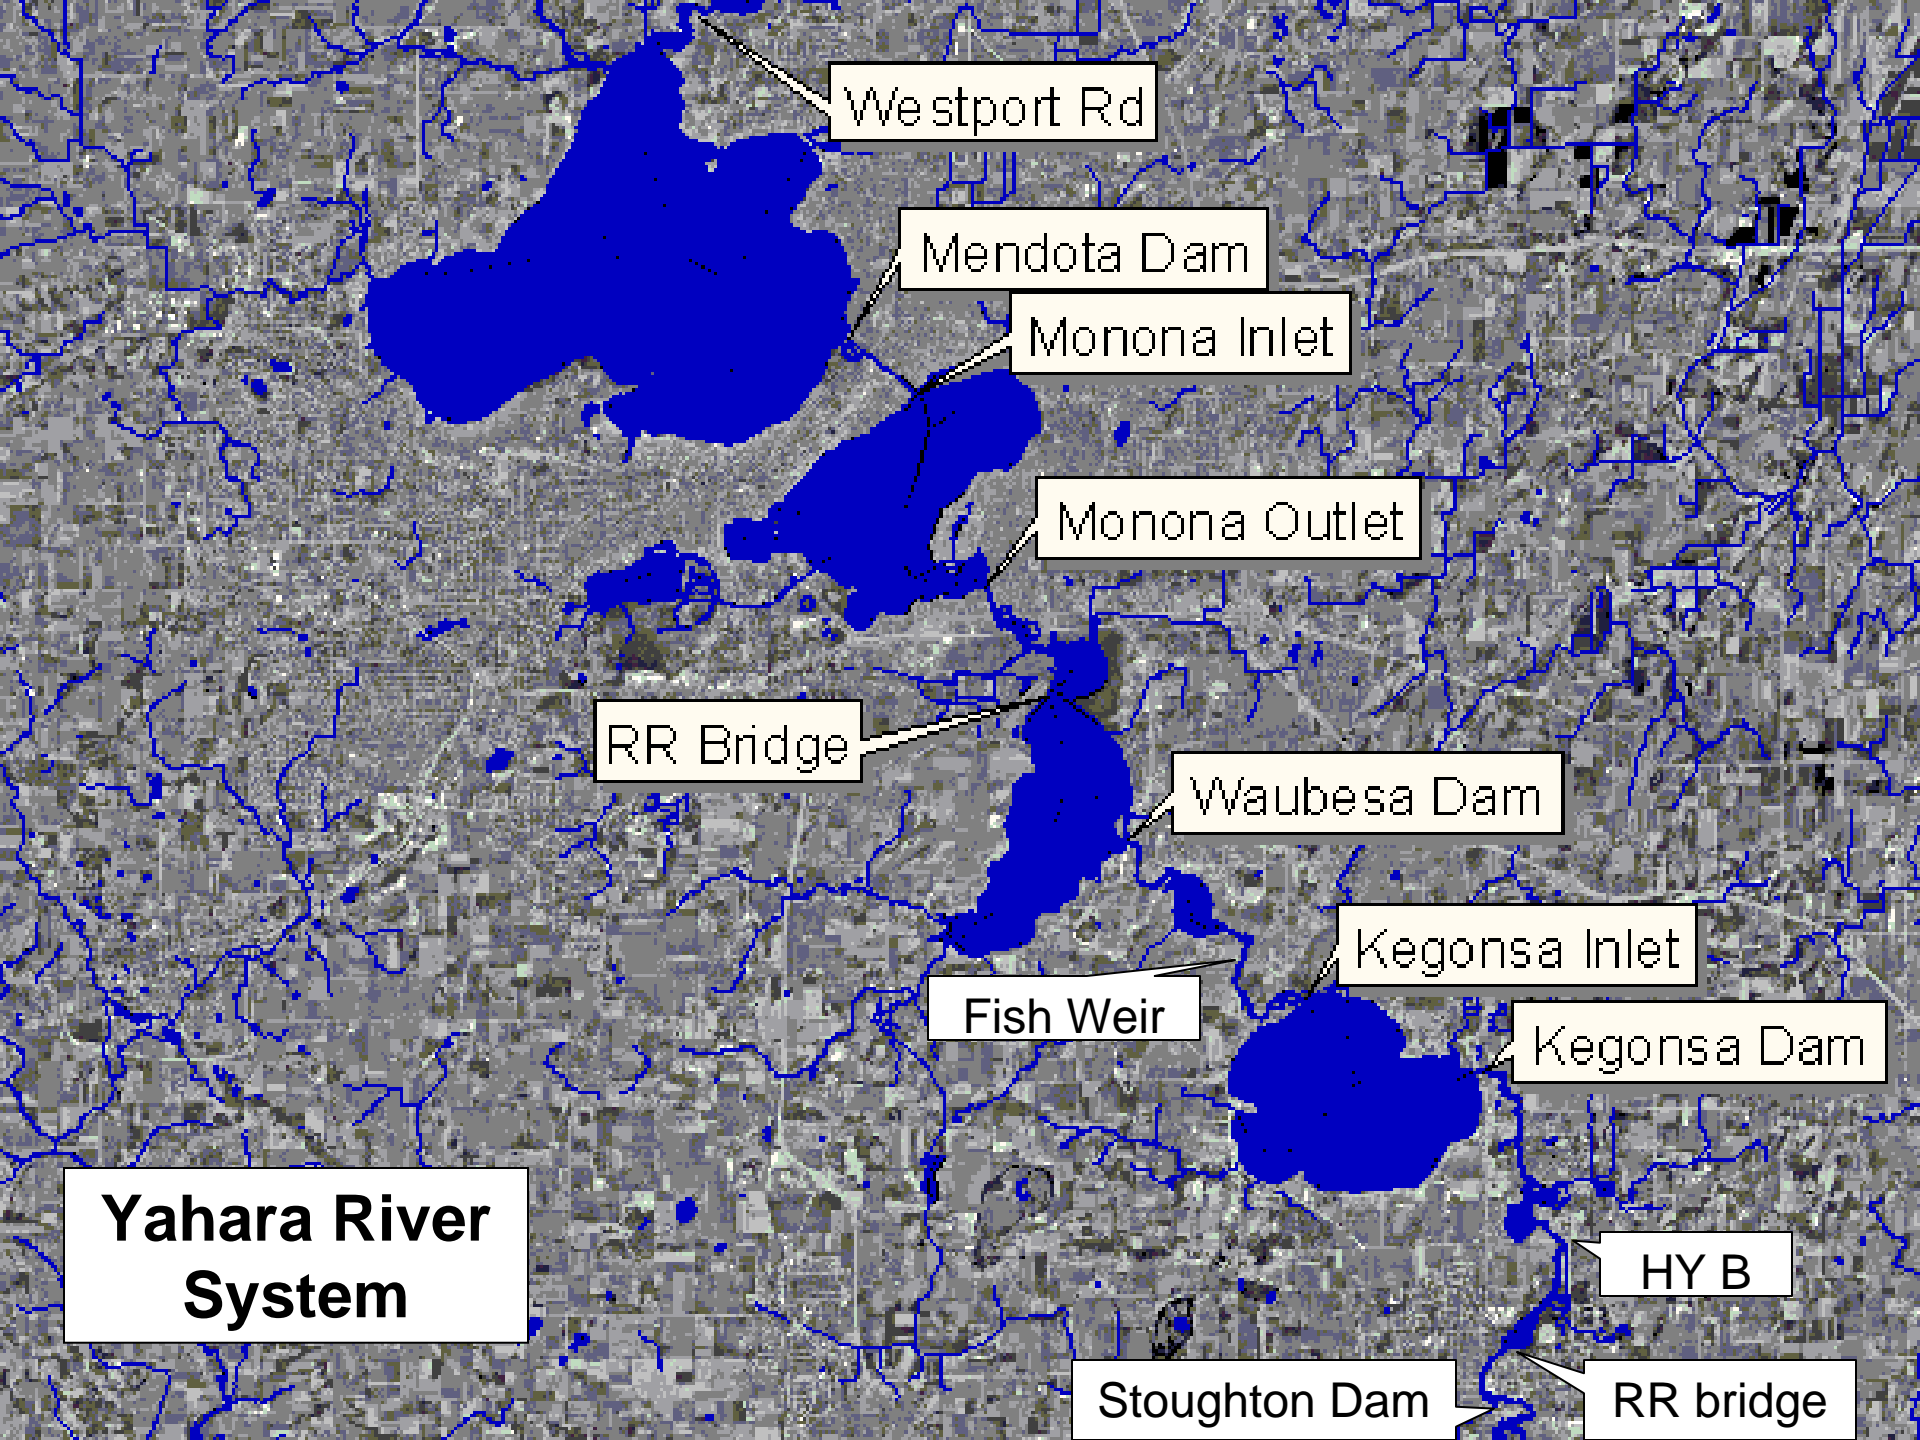 Westport Rd
Mendota Dam
Monona Inlet
Monona Outlet
RR Bridge
Waubesa Dam
Kegonsa Inlet
Fish Weir
Kegonsa Dam
Yahara River
System
HY B
Stoughton Dam
RR bridge